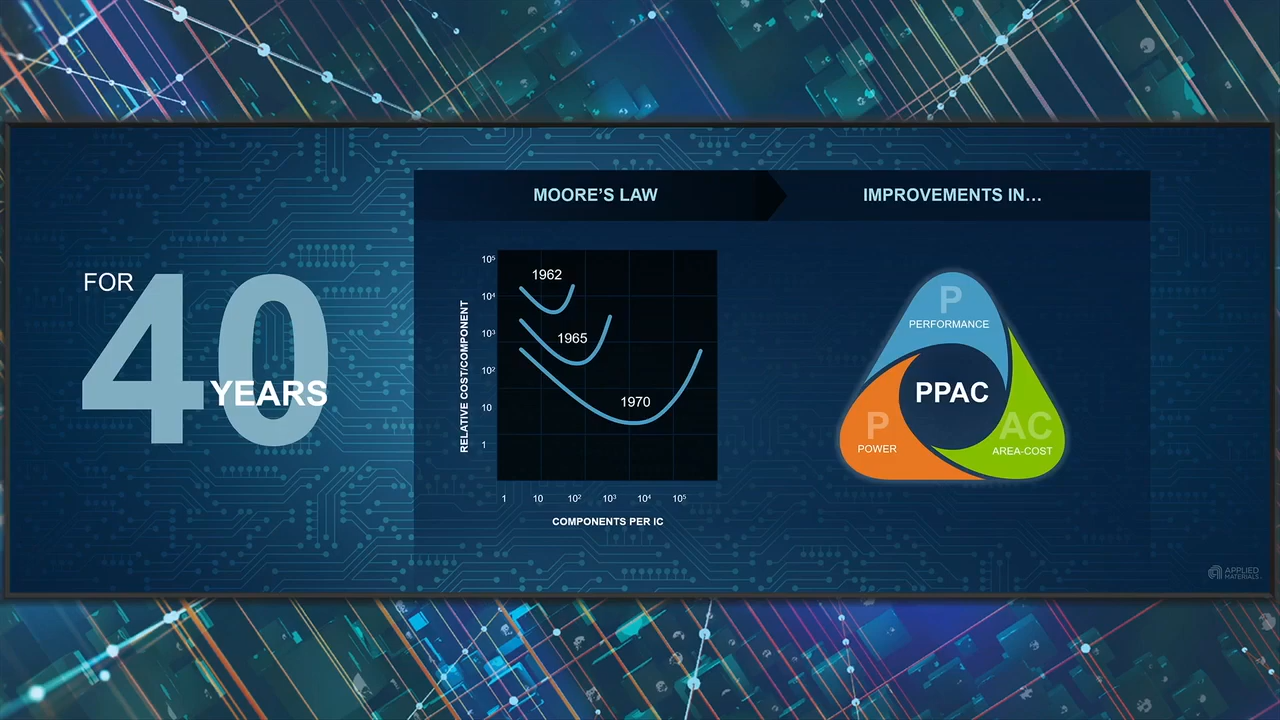 FOR
40
YEARS
MOORE'S LAW
IMPROVEMENTS IN...
RELATIVE COST/COMPONENT
10⁵
10⁴
10³
10²
10
1
1962
1965
1970
1 10 10² 10³ 10⁴ 10⁵
COMPONENTS PER IC
P
PERFORMANCE
PPAC
P
POWER
AC
AREA-COST
APPLIED
MATERIALS